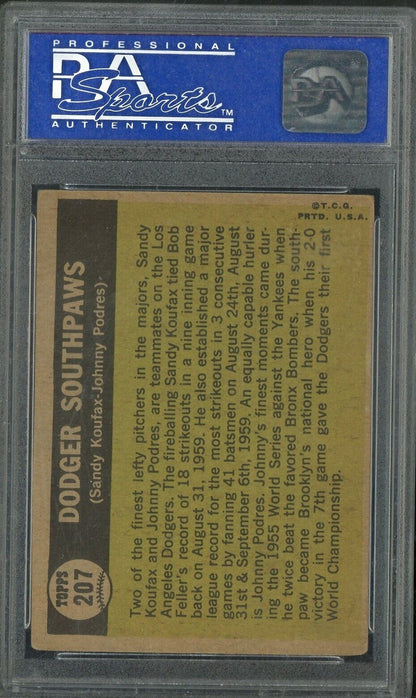 PROFESSIONAL
PSA
Sports™
AUTHENTICATOR
PSA
©T.C.G.
PRTD. U.S.A.
TOPPS
207
DODGER SOUTHPAWS
(Sandy Koufax-Johnny Podres)
Two of the finest lefty pitchers in the majors, Sandy
Koufax and Johnny Podres, are teammates on the Los
Angeles Dodgers. The fireballing Sandy Koufax tied Bob
Feller's record of 18 strikeouts in a nine inning game
back on August 31, 1959. He also established a major
league record for the most strikeouts in 3 consecutive
games by fanning 41 batsmen on August 24th, August
31st & September 6th, 1959. An equally capable hurler
is Johnny Podres. Johnny's finest moments came dur-
ing the 1955 World Series against the Yankees when
he twice beat the favored Bronx Bombers. The south-
paw became Brooklyn's national hero when his 2-0
victory in the 7th game gave the Dodgers their first
World Championship.